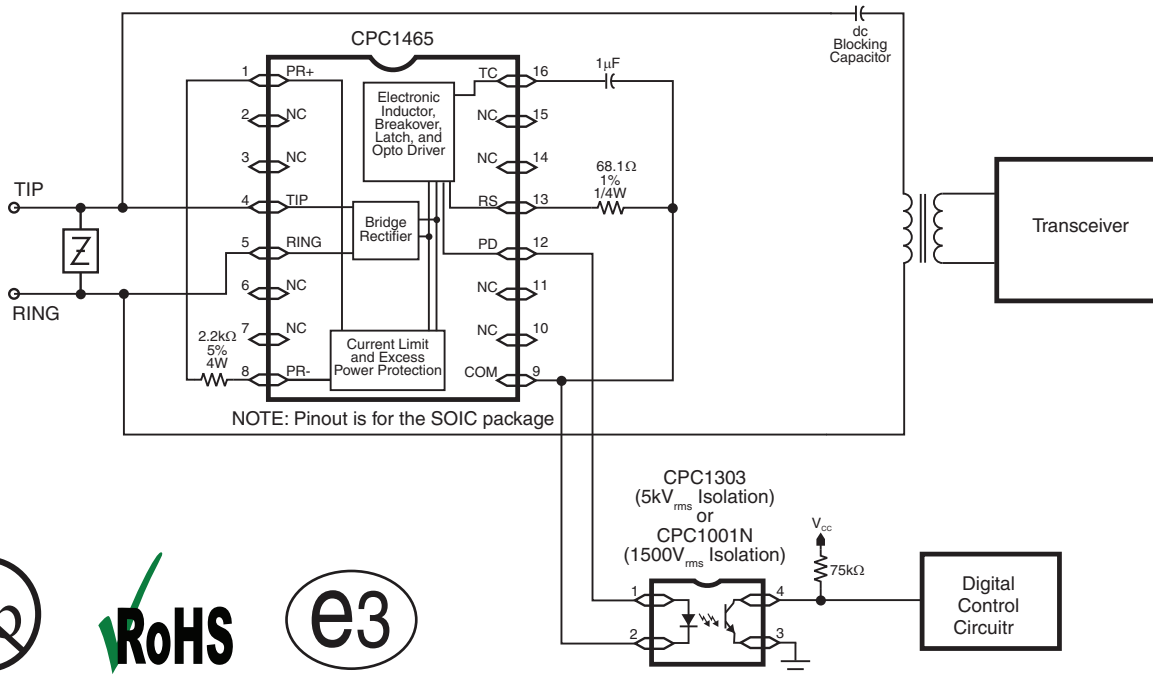 CPC1465
dc
Blocking
Capacitor
1 PR+
2 NC
3 NC
4 TIP
5 RING
6 NC
7 NC
8 PR-
TC 16
NC 15
NC 14
RS 13
PD 12
NC 11
NC 10
COM 9
Electronic
Inductor,
Breakover,
Latch, and
Opto Driver
Bridge
Rectifier
Current Limit
and Excess
Power Protection
1μF
68.1Ω
1%
1/4W
TIP
RING
2.2kΩ
5%
4W
Transceiver
NOTE: Pinout is for the SOIC package
CPC1303
(5kVrms Isolation)
or
CPC1001N
(1500Vrms Isolation)
1
2
4
3
Vcc
75kΩ
Digital
Control
Circuitr
RoHS
e3